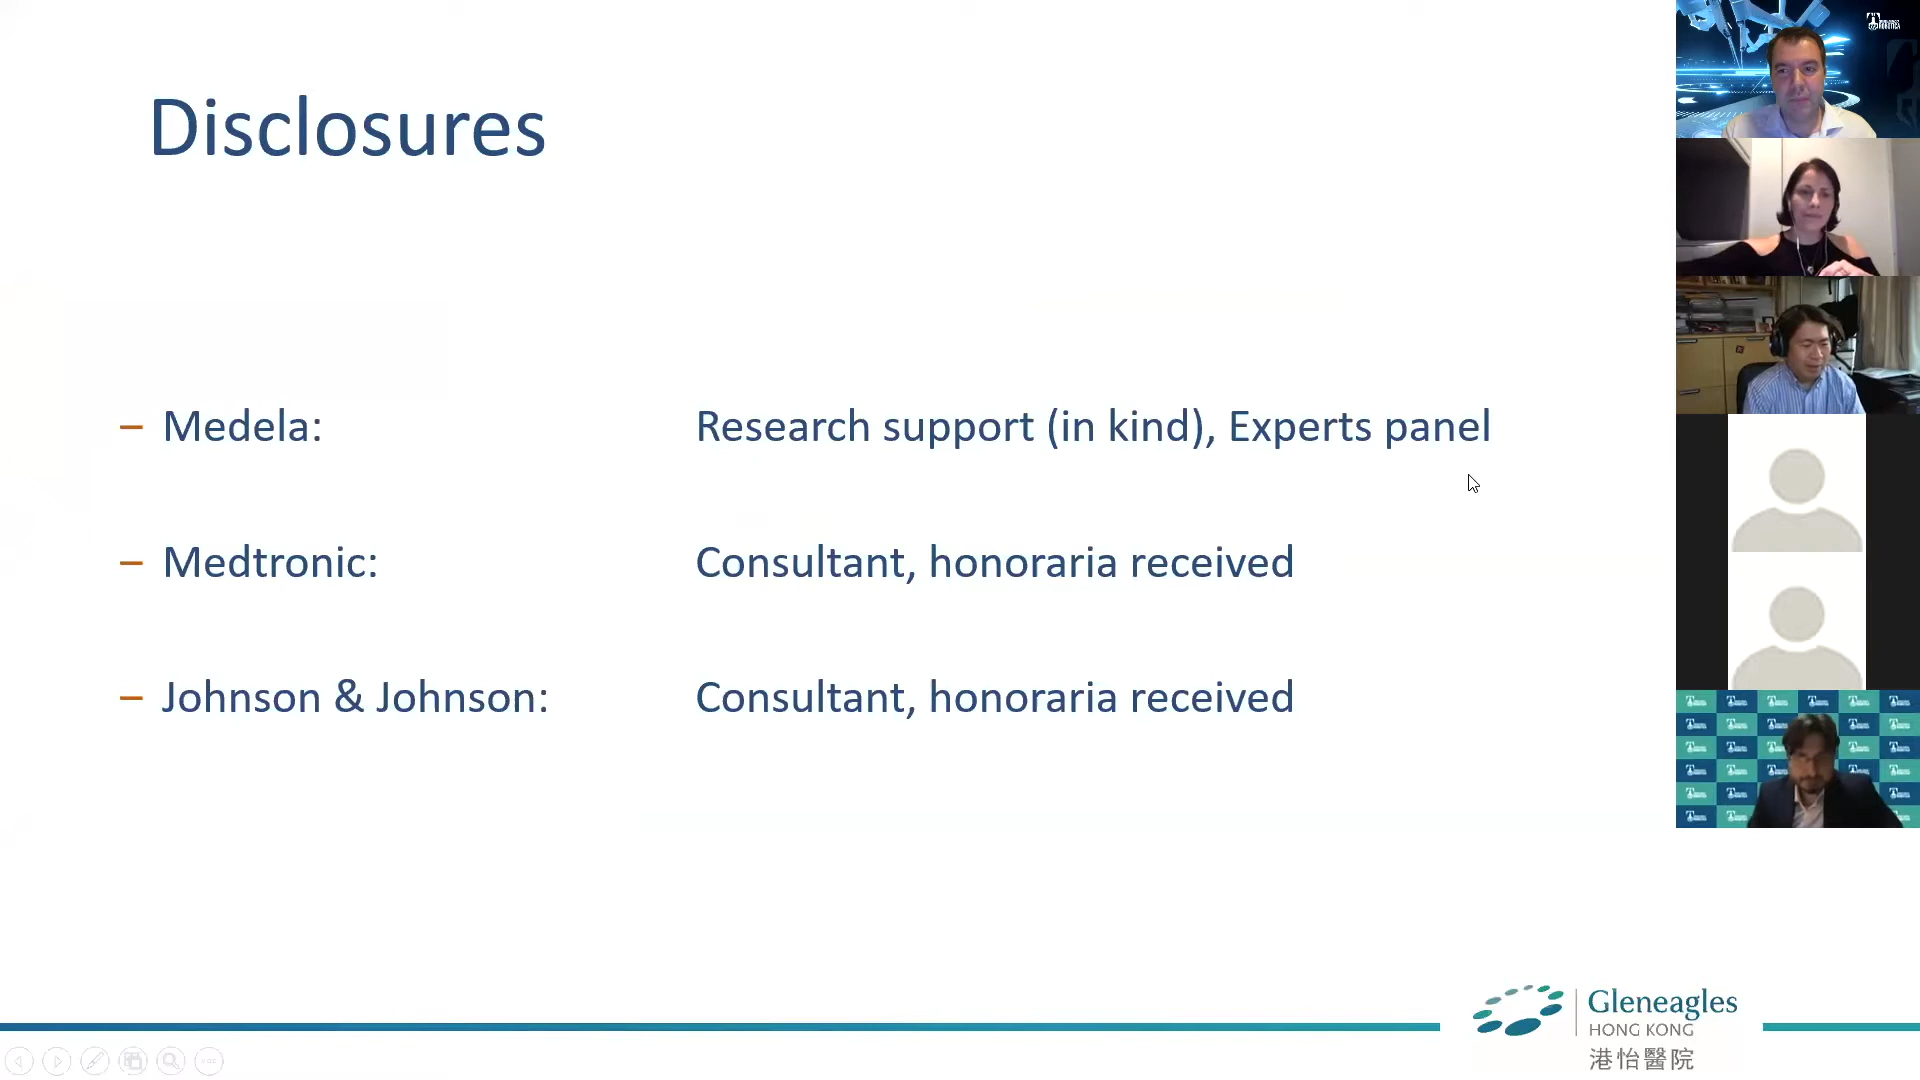 Disclosures
– Medela: Research support (in kind), Experts panel
– Medtronic: Consultant, honoraria received
– Johnson & Johnson: Consultant, honoraria received
Gleneagles
HONG KONG
港怡醫院